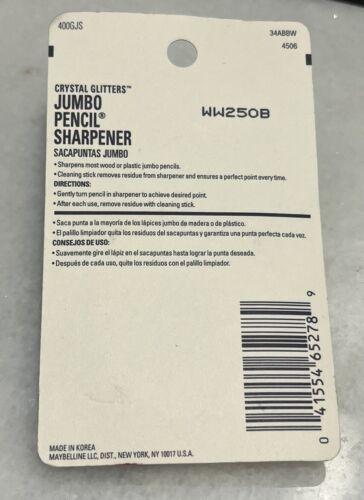 400GJS
34ABBW
4506
CRYSTAL GLITTERS™
JUMBO
PENCIL®
SHARPENER
SACAPUNTAS JUMBO
WW250B
• Sharpens most wood or plastic jumbo pencils.
• Cleaning stick removes residue from sharpener and ensures a perfect point every time.
DIRECTIONS:
• Gently turn pencil in sharpener to achieve desired point.
• After each use, remove residue with cleaning stick.
• Saca punta a la mayoría de los lápices jumbo de madera o de plástico.
• El palillo limpiador quita los residuos del sacapuntas y garantiza una punta perfecta cada vez.
CONSEJOS DE USO:
• Suavemente gire el lápiz en el sacapuntas hasta lograr la punta deseada.
• Después de cada uso, quite los residuos con el palillo limpiador.
0 41554 65278 9
MADE IN KOREA
MAYBELLINE LLC, DIST., NEW YORK, NY 10017 U.S.A.